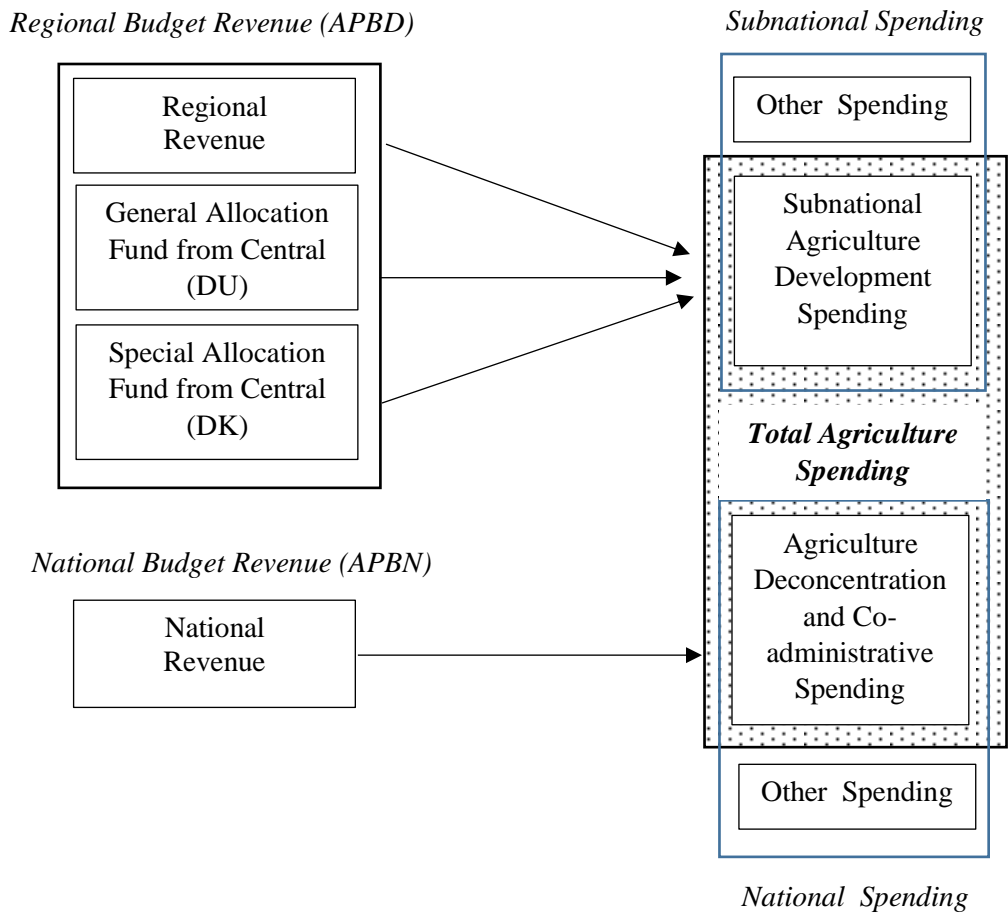 Regional Budget Revenue (APBD)
Regional
Revenue
General Allocation
Fund from Central
(DU)
Special Allocation
Fund from Central
(DK)
National Budget Revenue (APBN)
National
Revenue
Subnational Spending
Other Spending
Subnational
Agriculture
Development
Spending
Total Agriculture
Spending
Agriculture
Deconcentration
and Co-
administrative
Spending
Other Spending
National Spending